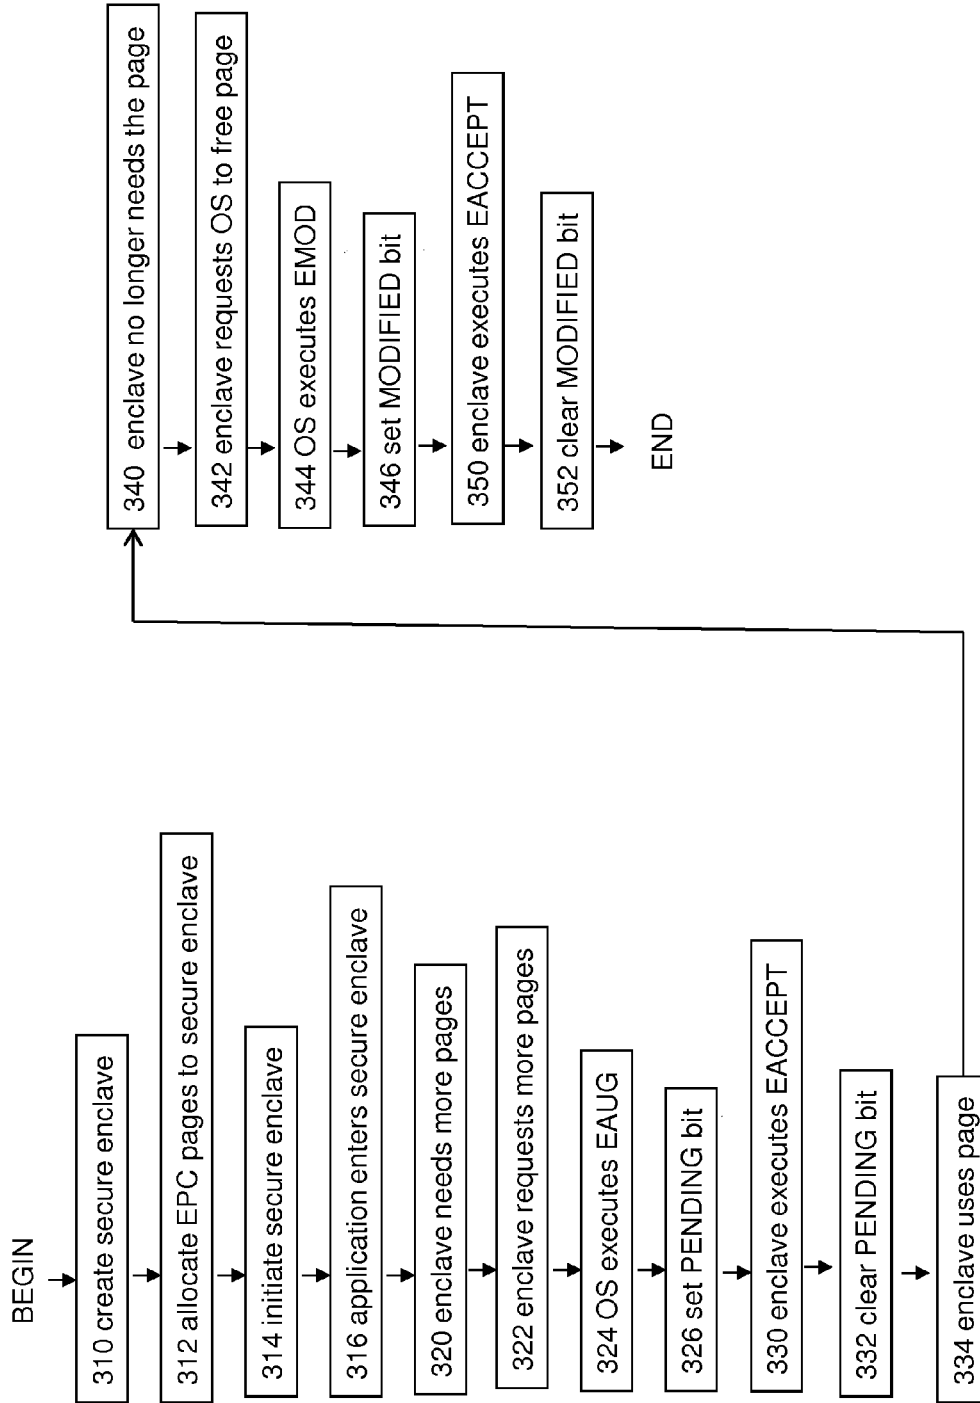 BEGIN
310 create secure enclave
312 allocate EPC pages to secure enclave
314 initiate secure enclave
316 application enters secure enclave
320 enclave needs more pages
322 enclave requests more pages
324 OS executes EAUG
326 set PENDING bit
330 enclave executes EACCEPT
332 clear PENDING bit
334 enclave uses page
340 enclave no longer needs the page
342 enclave requests OS to free page
344 OS executes EMOD
346 set MODIFIED bit
350 enclave executes EACCEPT
352 clear MODIFIED bit
END